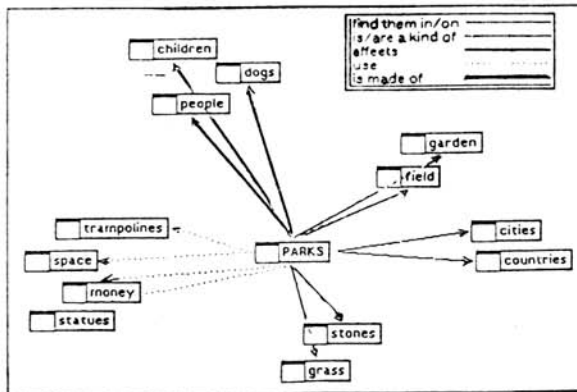 find them in/on
is/are a kind of
affects
use
is made of
children
dogs
people
garden
field
trampolines
cities
PARKS
space
countries
money
statues
stones
grass